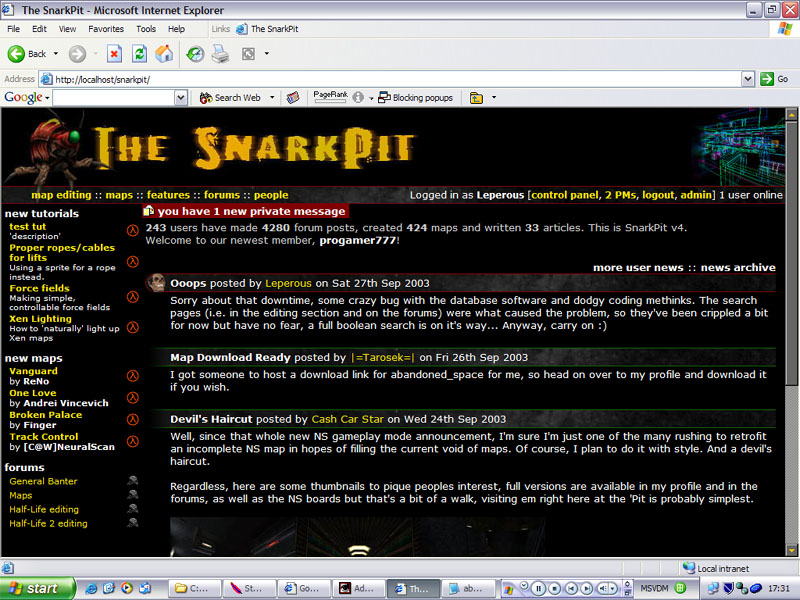 The SnarkPit - Microsoft Internet Explorer
File Edit View Favorites Tools Help Links The SnarkPit
Back
Address http://localhost/snarkpit/ Go
Google Search Web PageRank Blocking popups
The SnarkPit
map editing :: maps :: features :: forums :: people Logged in as Leperous [control panel, 2 PMs, logout, admin] 1 user online
new tutorials
test tut
'description'
Proper ropes/cables
for lifts
Using a sprite for a rope
instead.
Force fields
Making simple,
controllable force fields
Xen Lighting
How to 'naturally' light up
Xen maps
new maps
Vanguard
by ReNo
One Love
by Andrei Vincevich
Broken Palace
by Finger
Track Control
by [C@W]NeuralScan
forums
General Banter
Maps
Half-Life editing
Half-Life 2 editing
you have 1 new private message
243 users have made 4280 forum posts, created 424 maps and written 33 articles. This is SnarkPit v4.
Welcome to our newest member, progamer777!
more user news :: news archive
Ooops posted by Leperous on Sat 27th Sep 2003
Sorry about that downtime, some crazy bug with the database software and dodgy coding methinks. The search
pages (i.e. in the editing section and on the forums) were what caused the problem, so they've been crippled a bit
for now but have no fear, a full boolean search is on it's way... Anyway, carry on :)
Map Download Ready posted by |=Tarosek=| on Fri 26th Sep 2003
I got someone to host a download link for abandoned_space for me, so head on over to my profile and download it
if you wish.
Devil's Haircut posted by Cash Car Star on Wed 24th Sep 2003
Well, since that whole new NS gameplay mode announcement, I'm sure I'm just one of the many rushing to retrofit
an incomplete NS map in hopes of filling the current void of maps. Of course, I plan to do it with style. And a devil's
haircut.
Regardless, here are some thumbnails to pique peoples interest, full versions are available in my profile and in the
forums, as well as the NS boards but that's a bit of a walk, visiting em right here at the 'Pit is probably simplest.
Local intranet
start C:... St... Go... Ad... Th... ab... MSVDM 17:31